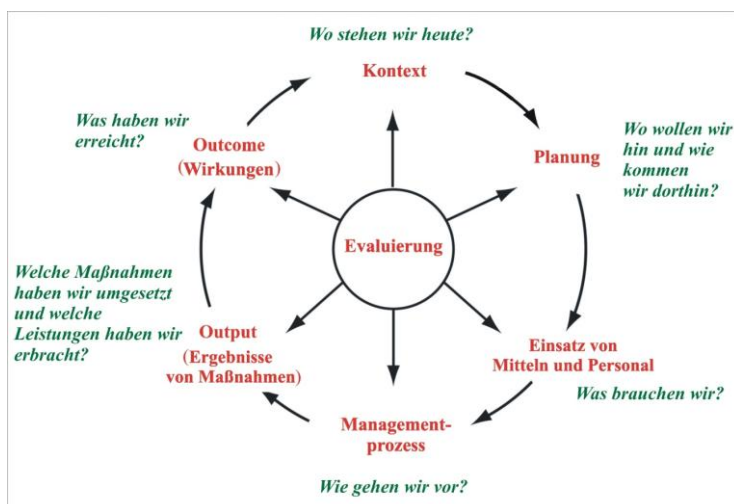 Wo stehen wir heute?
Kontext
Wo wollen wir
hin und wie
kommen
wir dorthin?
Planung
Einsatz von
Mitteln und Personal
Was brauchen wir?
Management-
prozess
Wie gehen wir vor?
Output
(Ergebnisse
von Maßnahmen)
Welche Maßnahmen
haben wir umgesetzt
und welche
Leistungen haben wir
erbracht?
Outcome
(Wirkungen)
Was haben wir
erreicht?
Evaluierung